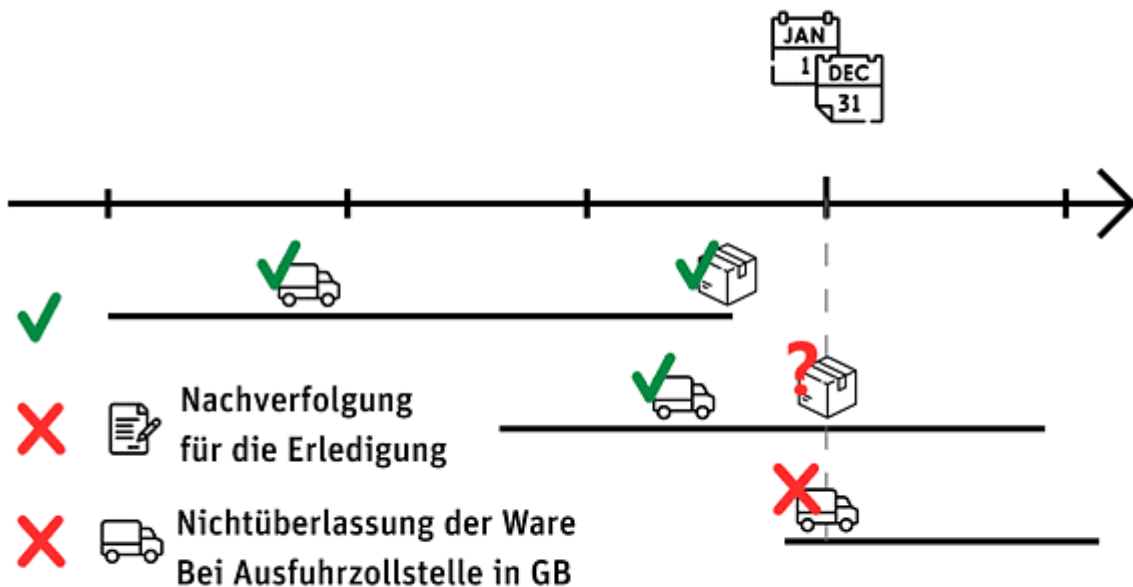 JAN
1
DEC
31
?
Nachverfolgung
für die Erledigung
Nichtüberlassung der Ware
Bei Ausfuhrzollstelle in GB